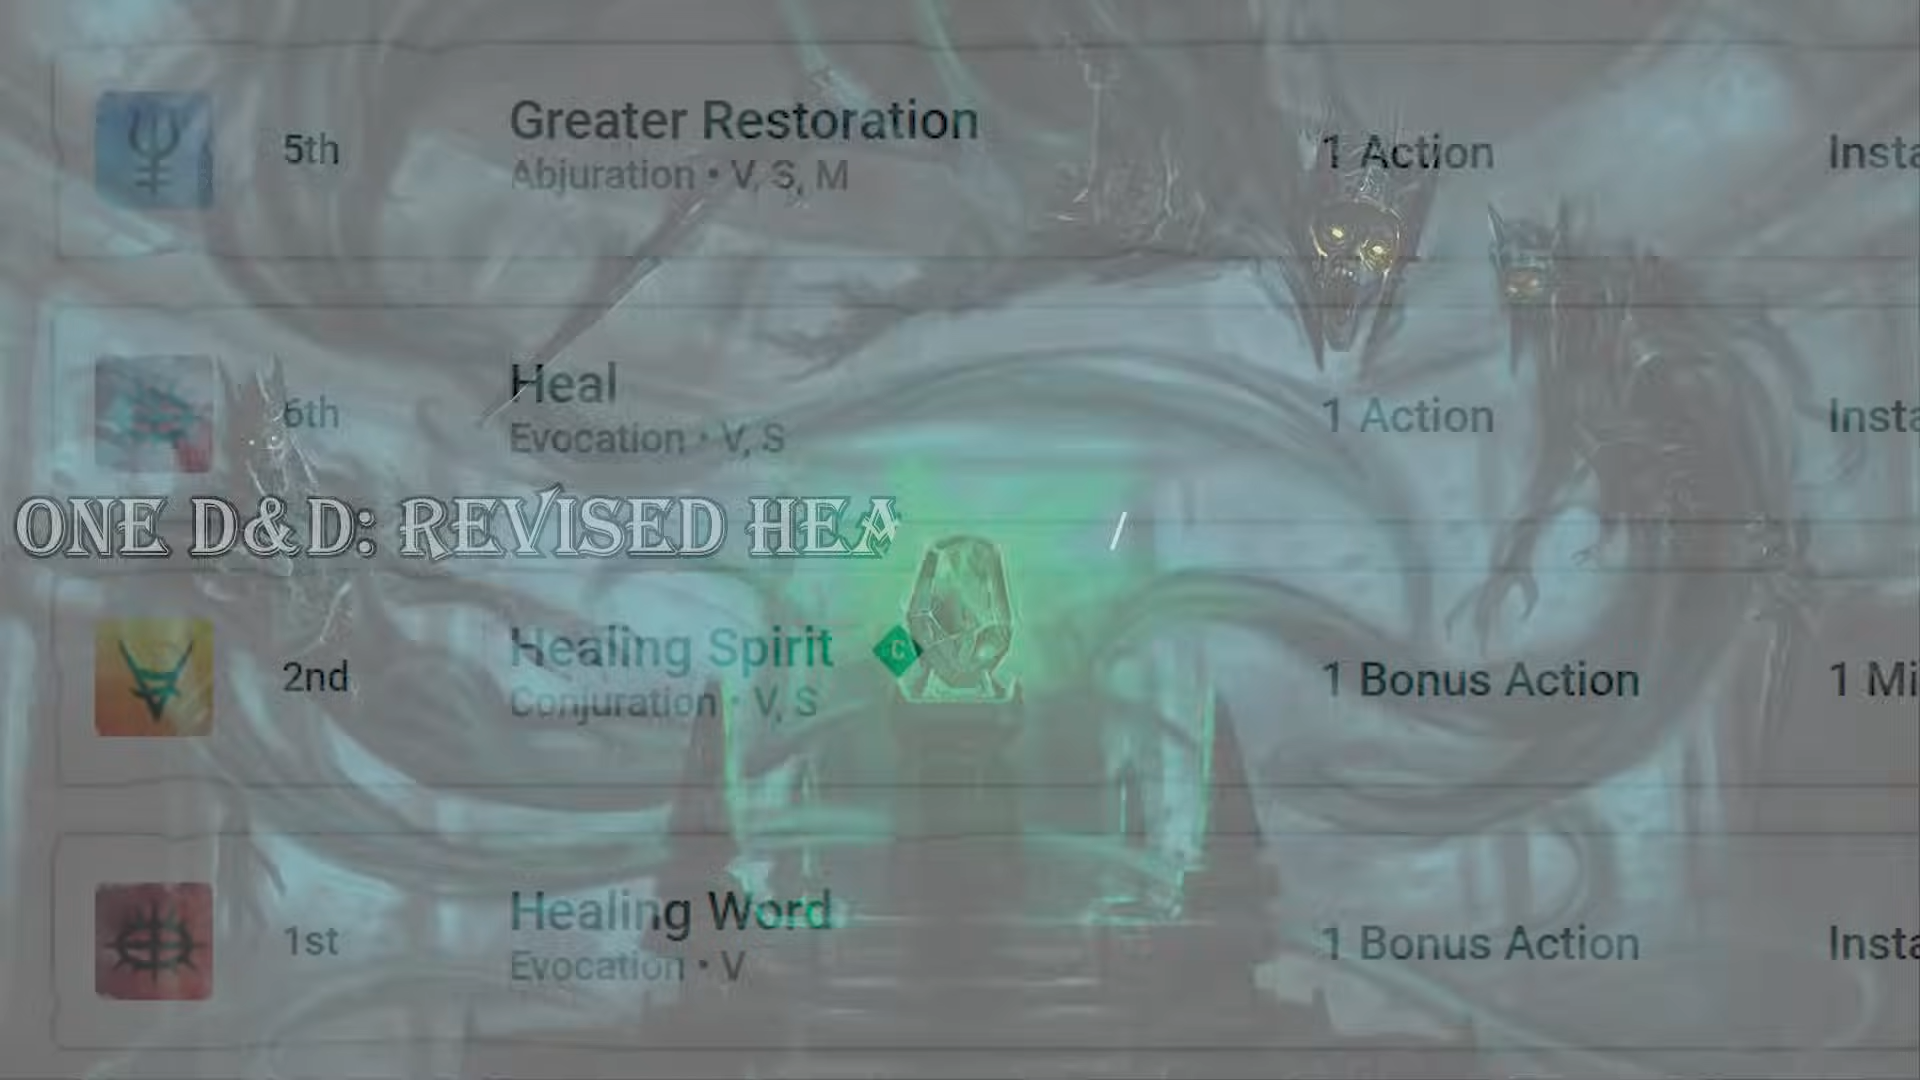 5th Greater Restoration 1 Action Insta
Abjuration • V, S, M
6th Heal 1 Action Insta
Evocation • V, S
ONE D&D: REVISED HEA /
2nd Healing Spirit C 1 Bonus Action 1 Mi
Conjuration • V, S
1st Healing Word 1 Bonus Action Insta
Evocation • V